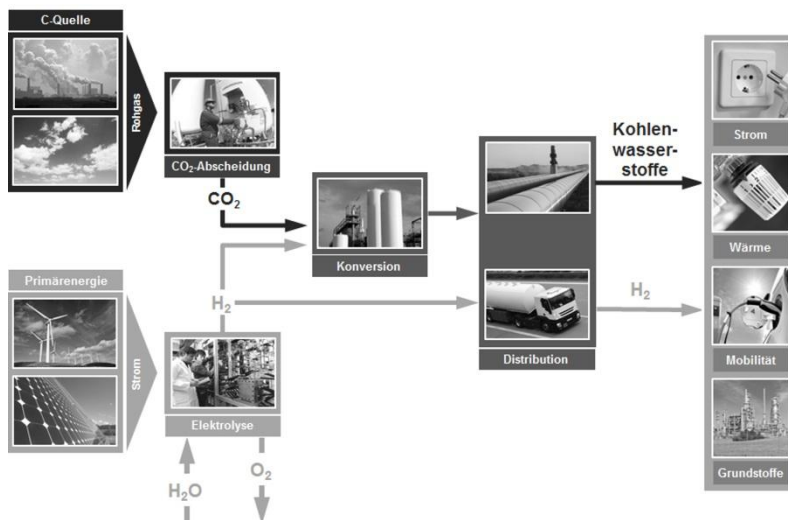 C-Quelle
Rohgas
CO₂-Abscheidung
CO₂
Konversion
Kohlen-
wasser-
stoffe
Strom
Wärme
Primärenergie
Strom
H₂
Elektrolyse
H₂O
O₂
Distribution
H₂
Mobilität
Grundstoffe